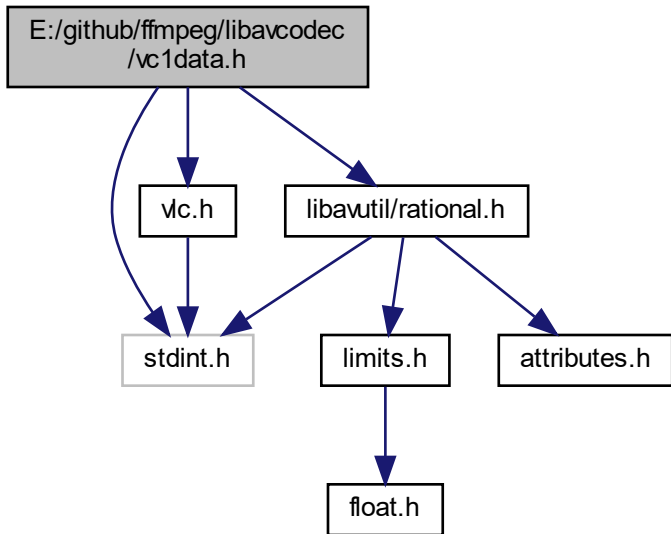 E:/github/ffmpeg/libavcodec
/vc1data.h
vlc.h
libavutil/rational.h
stdint.h
limits.h
attributes.h
float.h